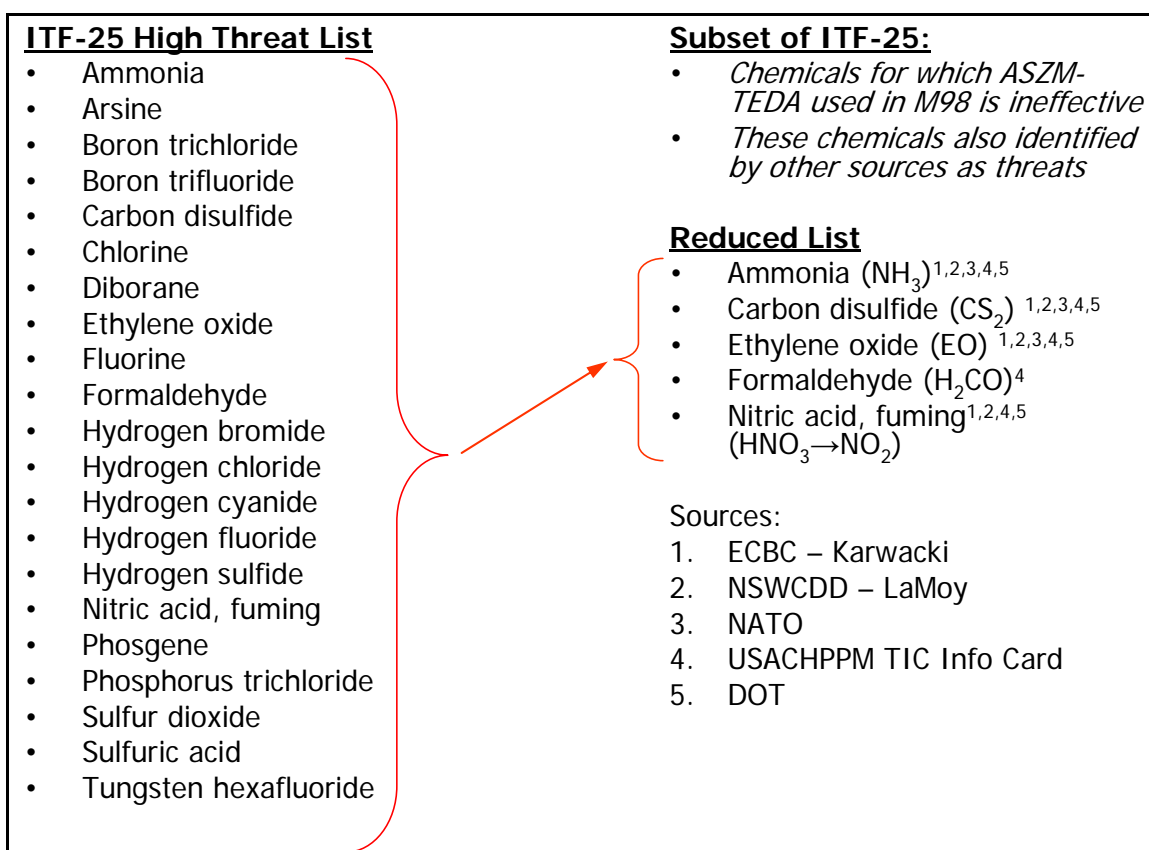 ITF-25 High Threat List
• Ammonia
• Arsine
• Boron trichloride
• Boron trifluoride
• Carbon disulfide
• Chlorine
• Diborane
• Ethylene oxide
• Fluorine
• Formaldehyde
• Hydrogen bromide
• Hydrogen chloride
• Hydrogen cyanide
• Hydrogen fluoride
• Hydrogen sulfide
• Nitric acid, fuming
• Phosgene
• Phosphorus trichloride
• Sulfur dioxide
• Sulfuric acid
• Tungsten hexafluoride
Subset of ITF-25:
• Chemicals for which ASZM-
TEDA used in M98 is ineffective
• These chemicals also identified
by other sources as threats
Reduced List
• Ammonia (NH₃)¹,²,³,⁴,⁵
• Carbon disulfide (CS₂) ¹,²,³,⁴,⁵
• Ethylene oxide (EO) ¹,²,³,⁴,⁵
• Formaldehyde (H₂CO)⁴
• Nitric acid, fuming¹,²,⁴,⁵
(HNO₃→NO₂)
Sources:
1. ECBC – Karwacki
2. NSWCDD – LaMoy
3. NATO
4. USACHPPM TIC Info Card
5. DOT